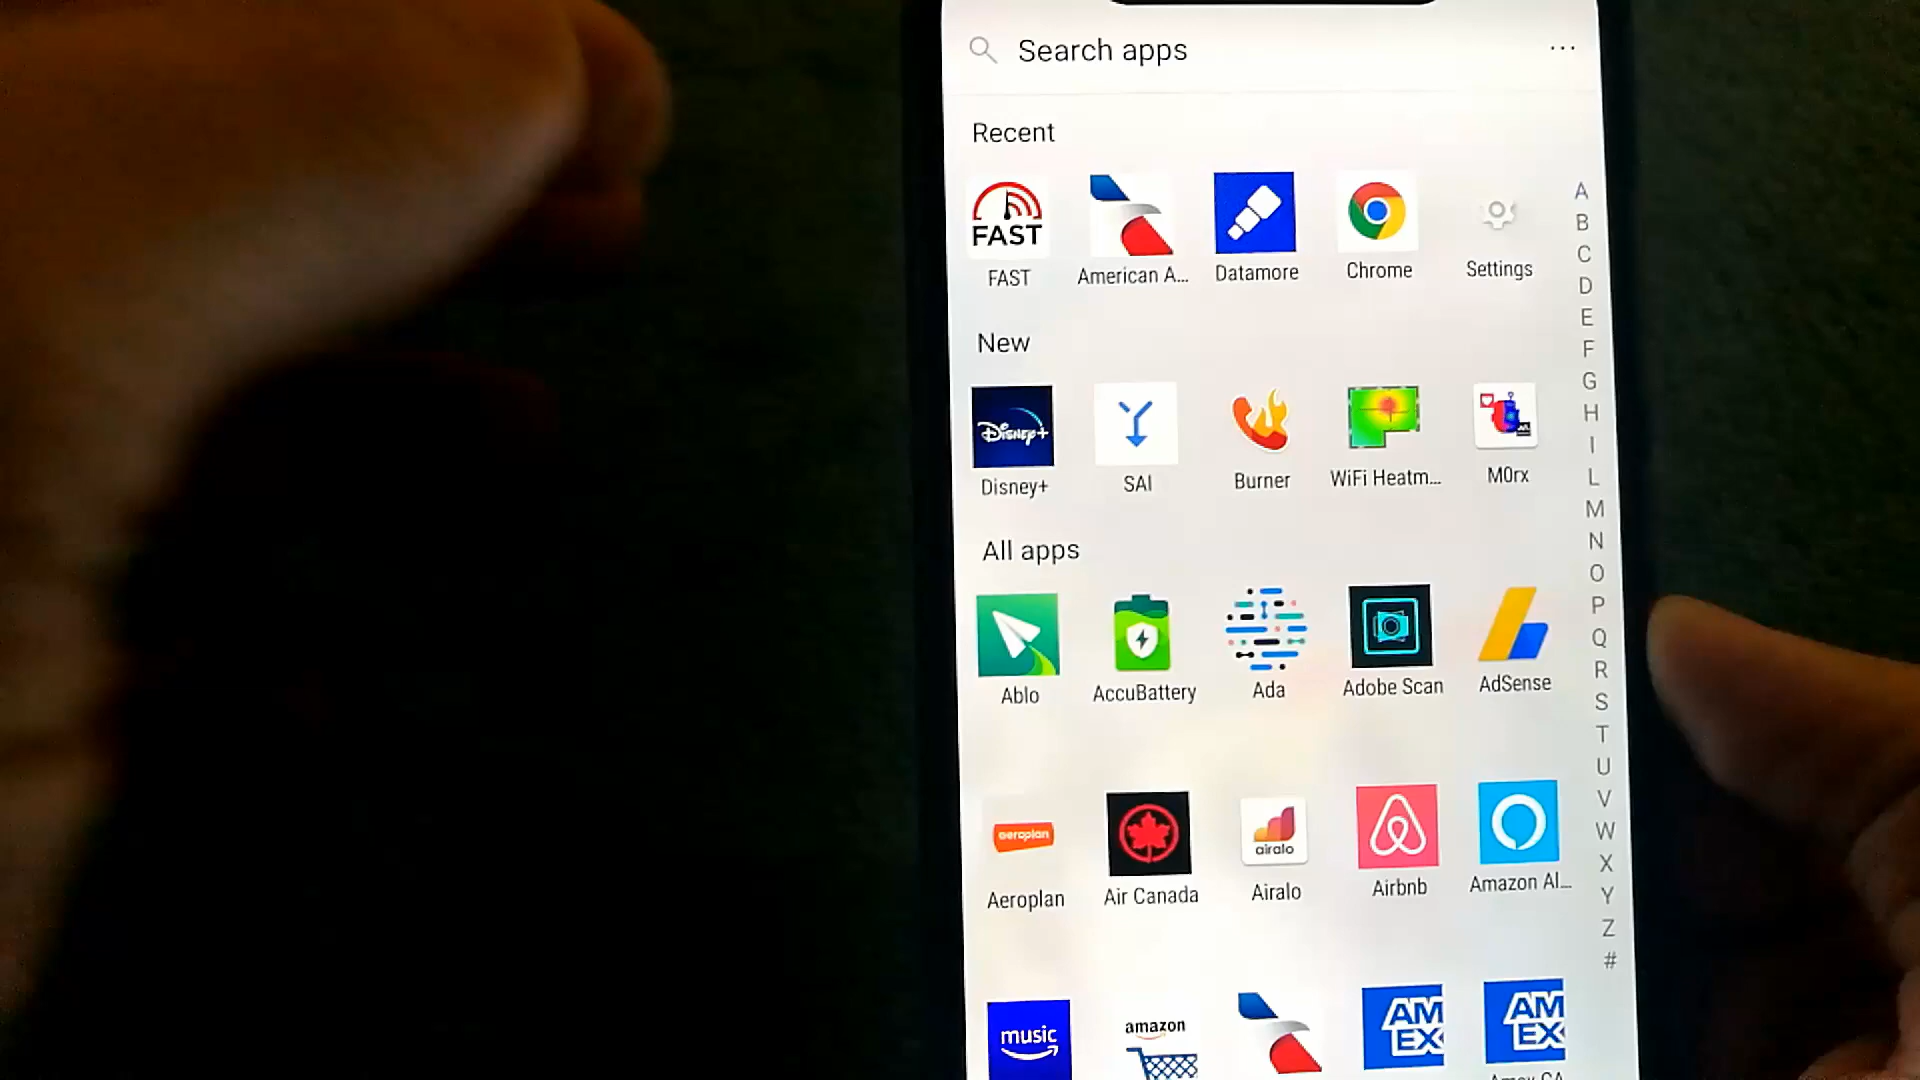 Search apps
Recent
FAST
FAST American A... Datamore Chrome Settings
New
Disney+
Disney+ SAI Burner WiFi Heatm... M0rx
All apps
Ablo AccuBattery Ada Adobe Scan AdSense
aeroplan airalo
Aeroplan Air Canada Airalo Airbnb Amazon Al...
music amazon AM EX AM EX
A
B
C
D
E
F
G
H
I
L
M
N
O
P
Q
R
S
T
U
V
W
X
Y
Z
#